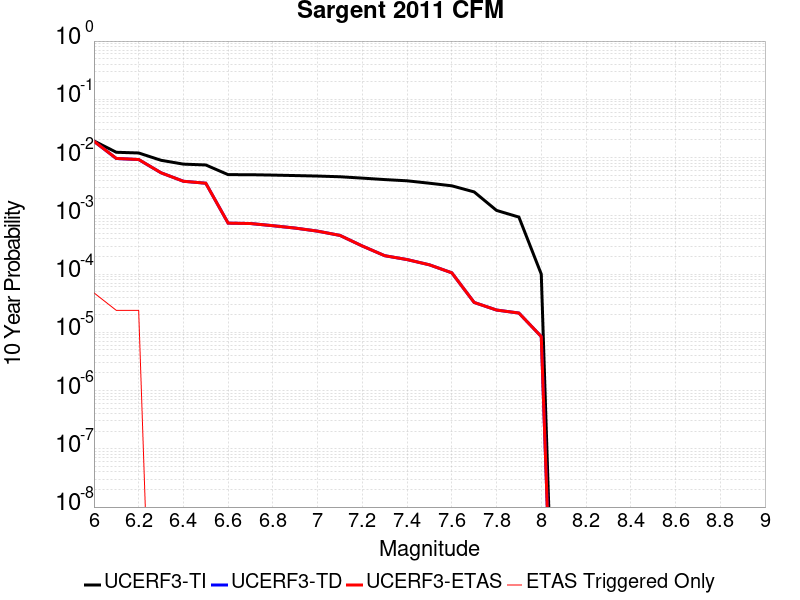 Sargent 2011 CFM
10 0
10 -1
10 -2
10 -3
10 -4
10 -5
10 -6
10 -7
10 -8
10 Year Probability
6 6.2 6.4 6.6 6.8 7 7.2 7.4 7.6 7.8 8 8.2 8.4 8.6 8.8 9
Magnitude
UCERF3-TI UCERF3-TD UCERF3-ETAS ETAS Triggered Only